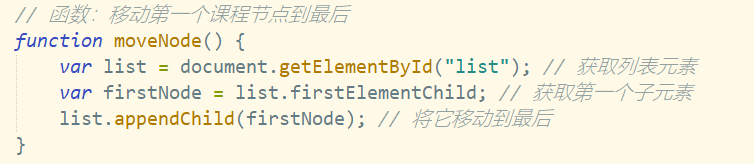 // 函数：移动第一个课程节点到最后
function moveNode() {
    var list = document.getElementById("list"); // 获取列表元素
    var firstNode = list.firstElementChild; // 获取第一个子元素
    list.appendChild(firstNode); // 将它移动到最后
}